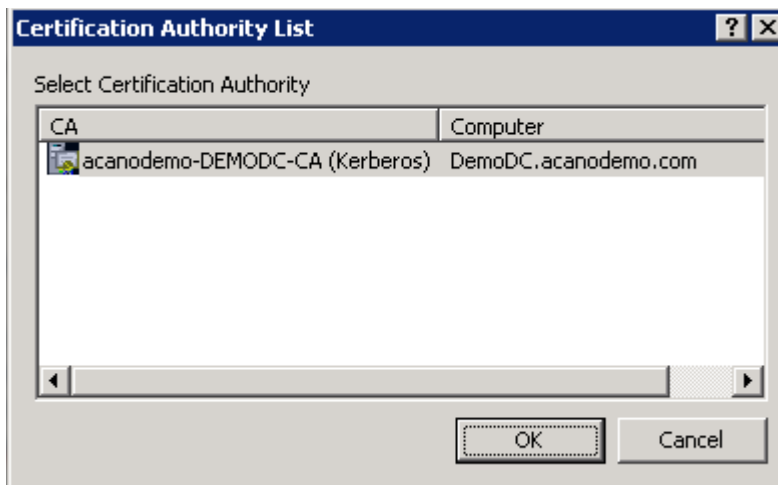 Certification Authority List
Select Certification Authority
CA Computer
acanodemo-DEMODC-CA (Kerberos) DemoDC.acanodemo.com
OK Cancel